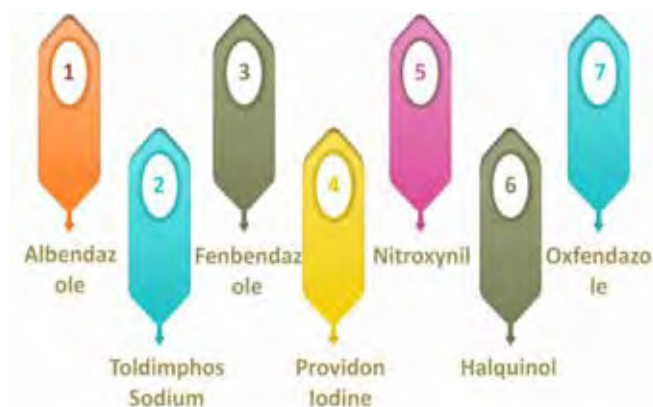 1
Albendaz
ole
2
Toldimphos
Sodium
3
Fenbendaz
ole
4
Providon
Iodine
5
Nitroxynil
6
Halquinol
7
Oxfendazo
le